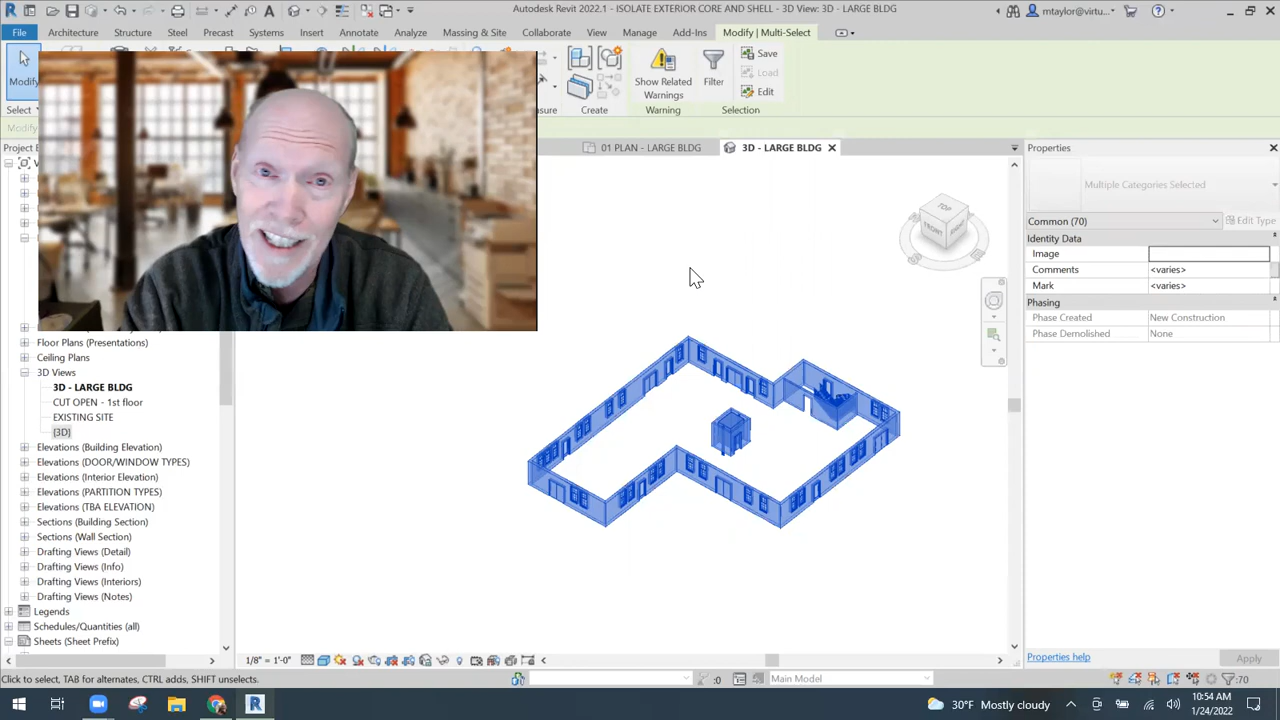 Autodesk Revit 2022.1 - ISOLATE EXTERIOR CORE AND SHELL - 3D View: 3D - LARGE BLDG
mtaylor@virtu...
File Architecture Structure Steel Precast Systems Insert Annotate Analyze Massing & Site Collaborate View Manage Add-Ins Modify | Multi-Select
Modify
Show Related Warnings
Filter
Save
Load
Edit
Select
Create
Warning
Selection
01 PLAN - LARGE BLDG
3D - LARGE BLDG
Properties
Multiple Categories Selected
Common (70)
Edit Type
Identity Data
Image
Comments <varies>
Mark <varies>
Phasing
Phase Created New Construction
Phase Demolished None
TOP
FRONT
Floor Plans (Presentations)
Ceiling Plans
3D Views
3D - LARGE BLDG
CUT OPEN - 1st floor
EXISTING SITE
{3D}
Elevations (Building Elevation)
Elevations (DOOR/WINDOW TYPES)
Elevations (Interior Elevation)
Elevations (PARTITION TYPES)
Elevations (TBA ELEVATION)
Sections (Building Section)
Sections (Wall Section)
Drafting Views (Detail)
Drafting Views (Info)
Drafting Views (Interiors)
Drafting Views (Notes)
Legends
Schedules/Quantities (all)
Sheets (Sheet Prefix)
1/8" = 1'-0"
Properties help
Apply
Click to select, TAB for alternates, CTRL adds, SHIFT unselects.
:0
Main Model
:70
30°F Mostly cloudy
10:54 AM
1/24/2022